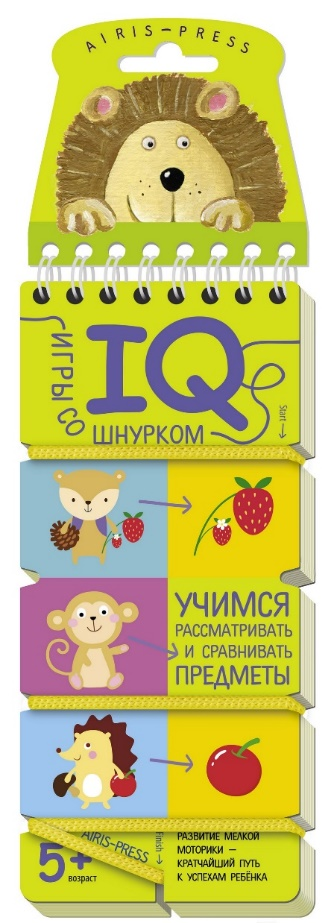 AIRIS–PRESS
ИГРЫ СО
IQ
ШНУРКОМ
Start →
УЧИМСЯ
РАССМАТРИВАТЬ
И СРАВНИВАТЬ
ПРЕДМЕТЫ
AIRIS-PRESS
5+
возраст
Finish →
РАЗВИТИЕ МЕЛКОЙ
МОТОРИКИ –
КРАТЧАЙШИЙ ПУТЬ
К УСПЕХАМ РЕБЁНКА